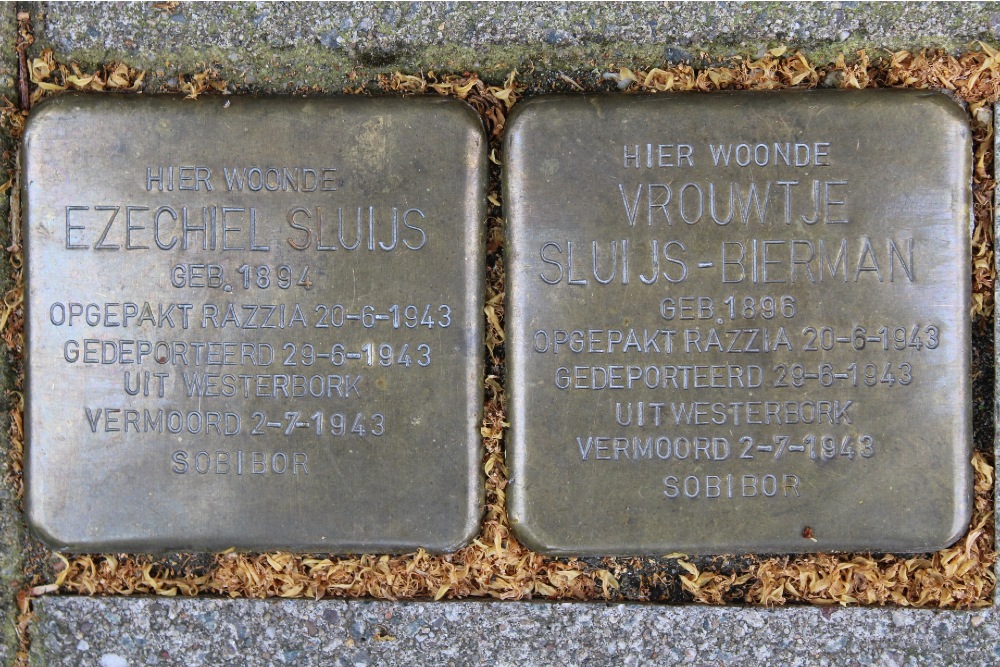 HIER WOONDE
EZECHIEL SLUIJS
GEB. 1894
OPGEPAKT RAZZIA 20-6-1943
GEDEPORTEERD 29-6-1943
UIT WESTERBORK
VERMOORD 2-7-1943
SOBIBOR
HIER WOONDE
VROUWTJE
SLUIJS-BIERMAN
GEB. 1896
OPGEPAKT RAZZIA 20-6-1943
GEDEPORTEERD 29-6-1943
UIT WESTERBORK
VERMOORD 2-7-1943
SOBIBOR